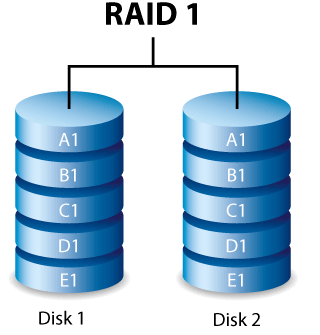 RAID 1
A1 A1
B1 B1
C1 C1
D1 D1
E1 E1
Disk 1 Disk 2